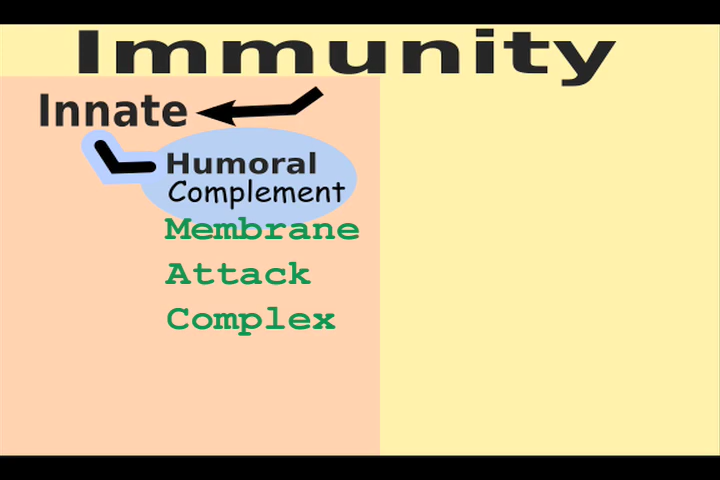 Immunity
Innate
Humoral
Complement
Membrane
Attack
Complex